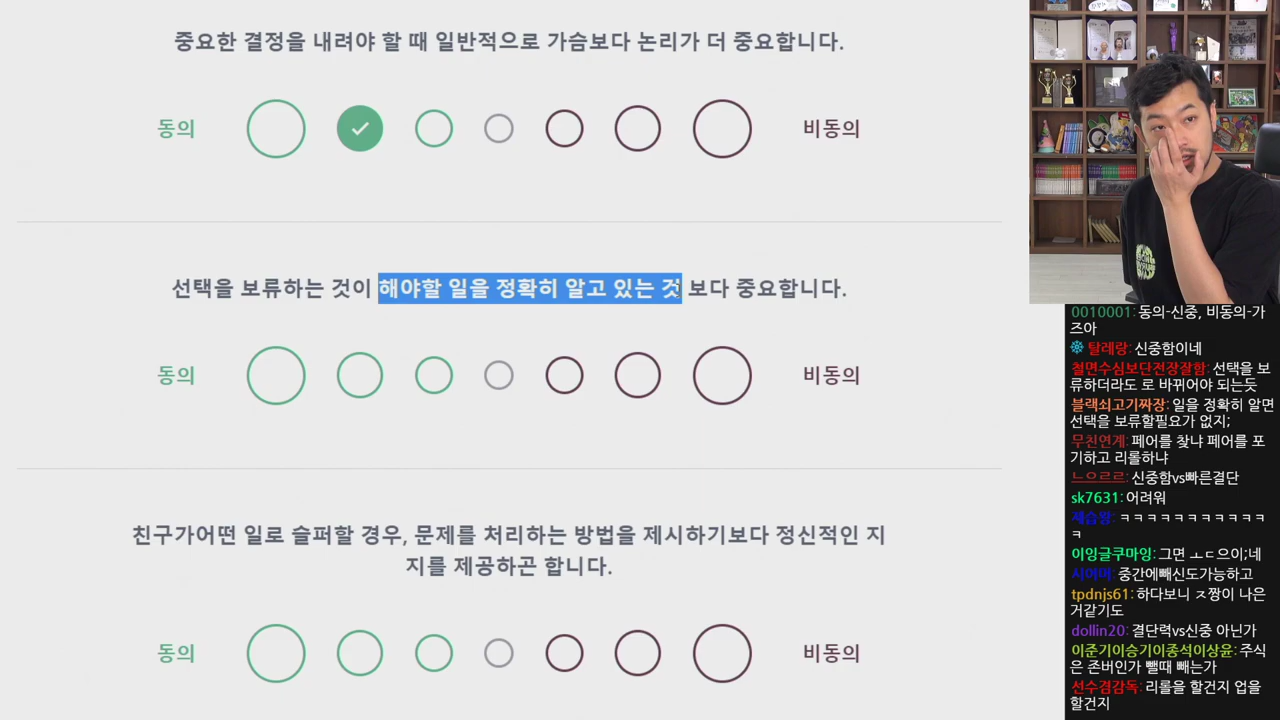 중요한 결정을 내려야 할 때 일반적으로 가슴보다 논리가 더 중요합니다.
동의
비동의
선택을 보류하는 것이 해야할 일을 정확히 알고 있는 것 보다 중요합니다.
동의
비동의
친구가어떤 일로 슬퍼할 경우, 문제를 처리하는 방법을 제시하기보다 정신적인 지
지를 제공하곤 합니다.
동의
비동의
0010001: 동의-신중, 비동의-가
즈아
탈레랑: 신중함이네
철면수심보단전장잘함: 선택을 보
류하더라도 로 바뀌어야 되는듯
블랙쇠고기짜장: 일을 정확히 알면
선택을 보류할필요가 없지;
무친연계: 페어를 찾냐 페어를 포
기하고 리롤하냐
느으르르: 신중함vs빠른결단
sk7631: 어려워
제습왕: ㅋㅋㅋㅋㅋㅋㅋㅋㅋㅋㅋ
ㅋ
이잉글쿠마잉: 그면 ㅗㄷ으이;네
시아미: 중간에빼신도가능하고
tpdnjs61: 하다보니 ㅈ짱이 나은
거같기도
dollin20: 결단력vs신중 아닌가
이준기이승기이종석이상윤: 주식
은 존버인가 뺄때 빼는가
선수겸감독: 리롤을 할건지 업을
할건지